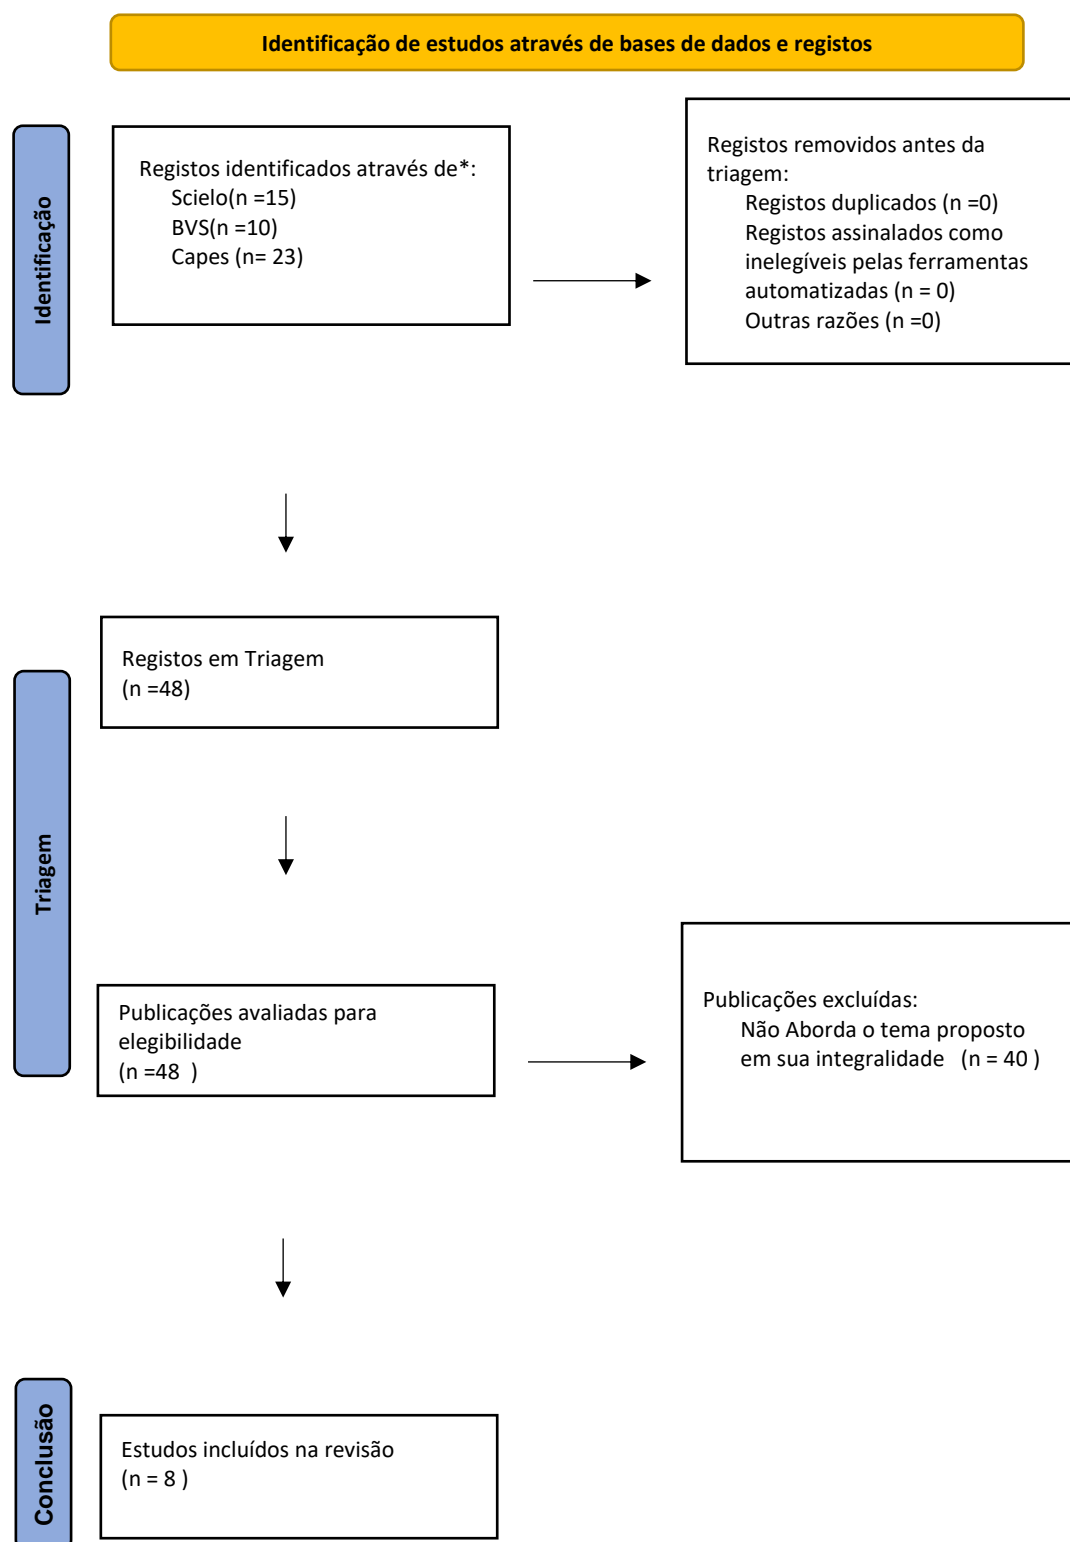 Identificação de estudos através de bases de dados e registos
Identificação
Registos identificados através de*:
Scielo(n =15)
BVS(n =10)
Capes (n= 23)
Registos removidos antes da
triagem:
Registos duplicados (n =0)
Registos assinalados como
inelegíveis pelas ferramentas
automatizadas (n = 0)
Outras razões (n =0)
Triagem
Registos em Triagem
(n =48)
Publicações avaliadas para
elegibilidade
(n =48  )
Publicações excluídas:
Não Aborda o tema proposto
em sua integralidade   (n = 40 )
Conclusão
Estudos incluídos na revisão
(n = 8 )